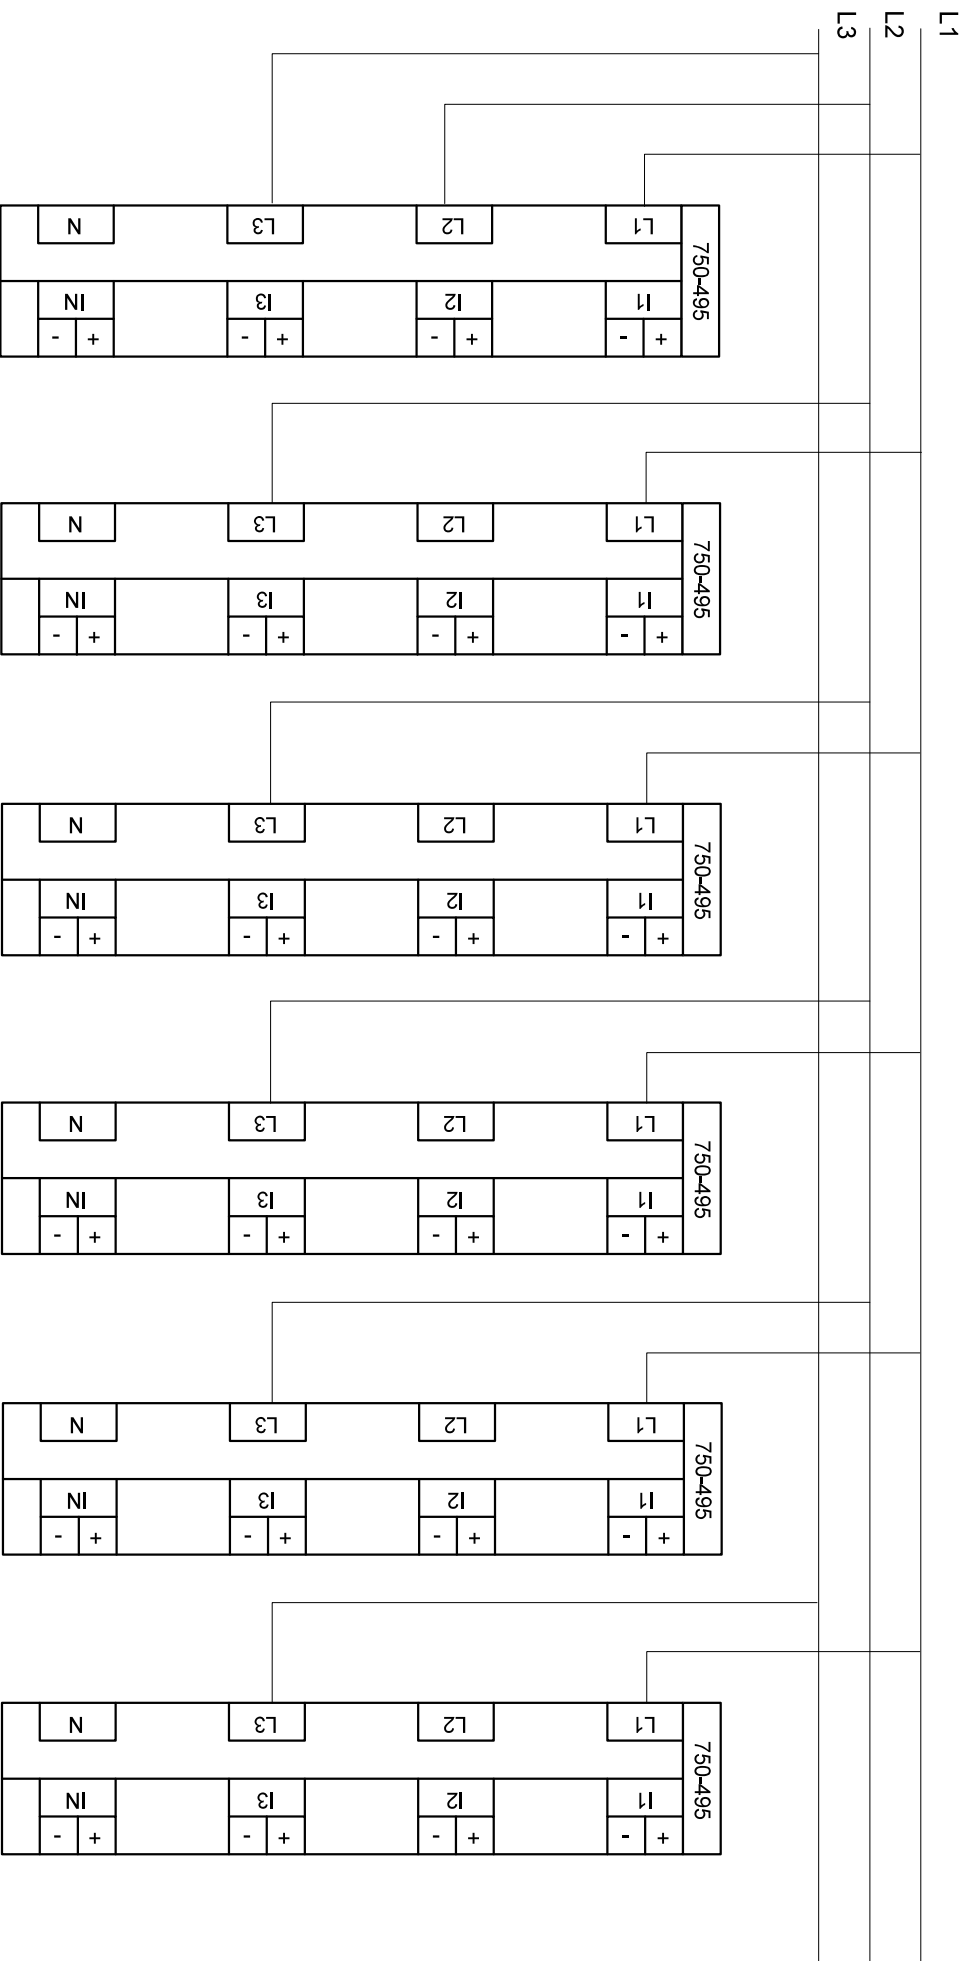 L1
L2
L3
N L3 L2 L1
750-495
IN I3 I2 I1
- + - + - + - +
N L3 L2 L1
750-495
IN I3 I2 I1
- + - + - + - +
N L3 L2 L1
750-495
IN I3 I2 I1
- + - + - + - +
N L3 L2 L1
750-495
IN I3 I2 I1
- + - + - + - +
N L3 L2 L1
750-495
IN I3 I2 I1
- + - + - + - +
N L3 L2 L1
750-495
IN I3 I2 I1
- + - + - + - +